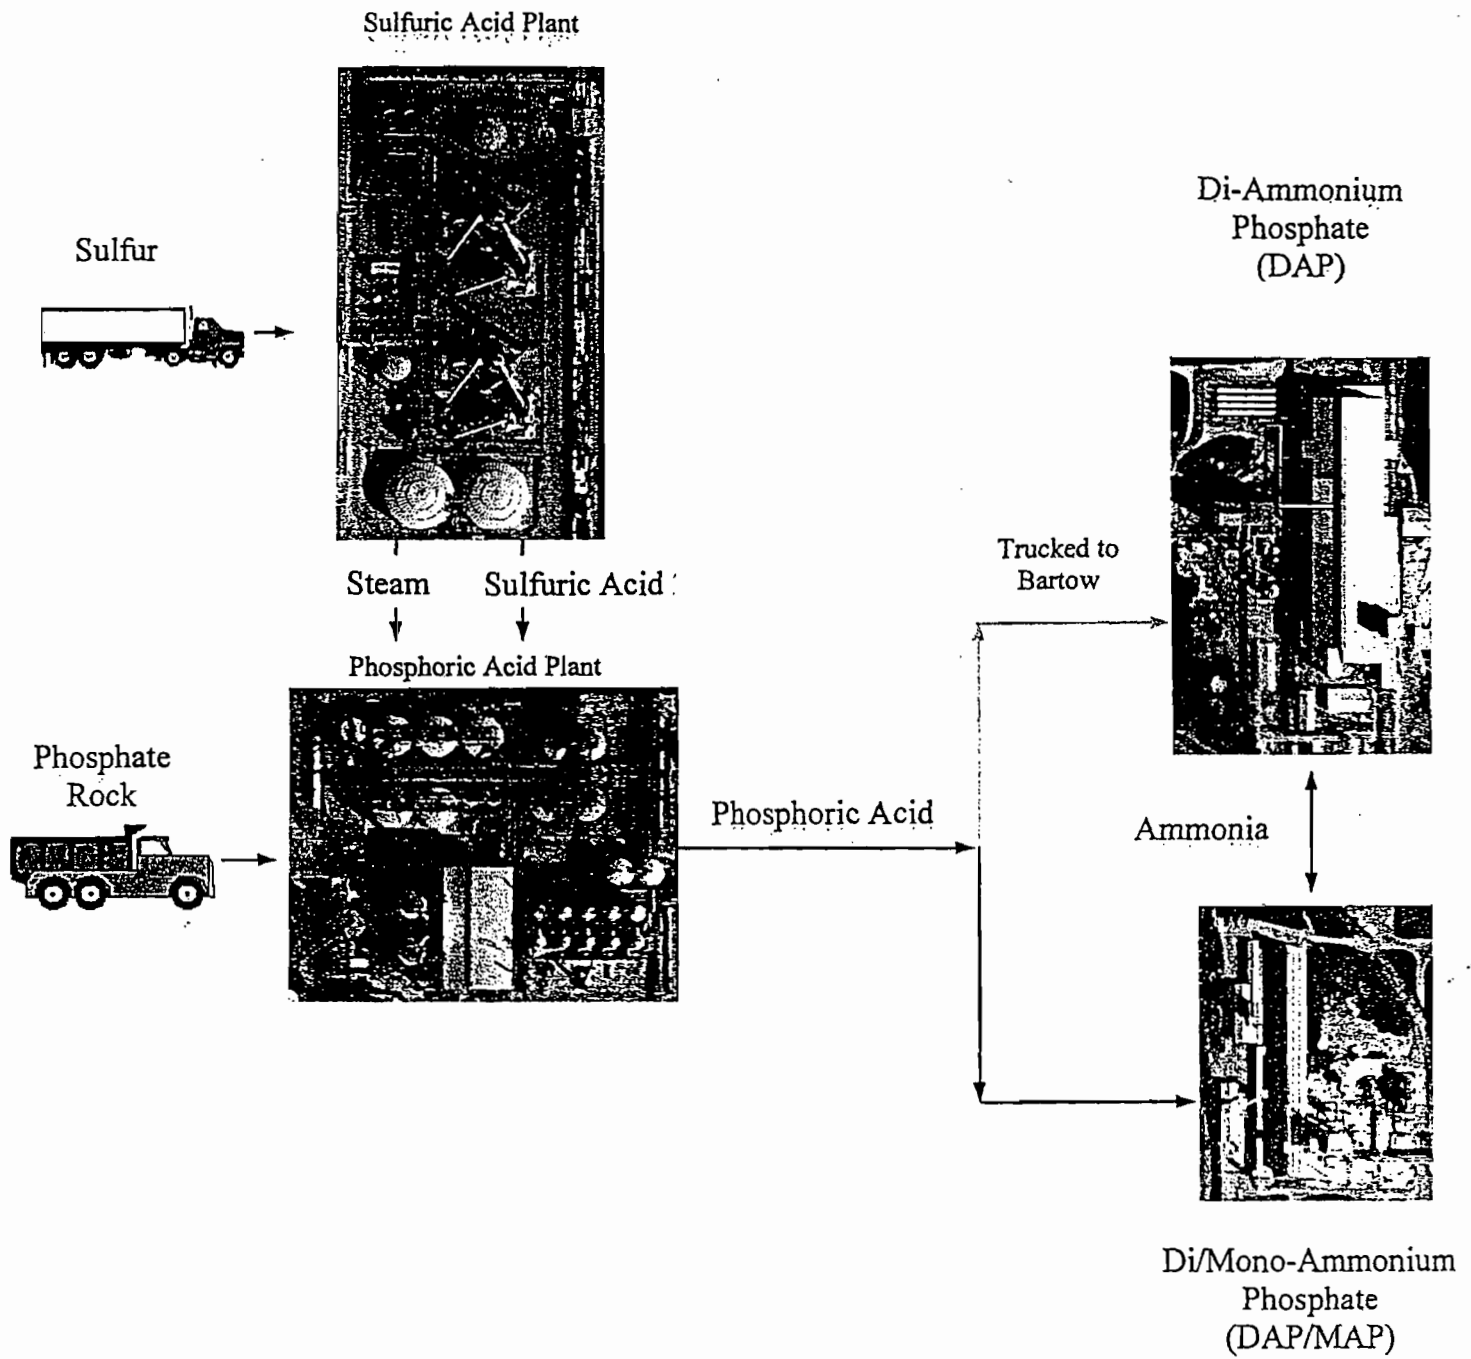 Sulfuric Acid Plant
Sulfur
Di-Ammonium
Phosphate
(DAP)
Trucked to
Bartow
Steam
Sulfuric Acid
Phosphoric Acid Plant
Phosphate
Rock
Phosphoric Acid
Ammonia
Di/Mono-Ammonium
Phosphate
(DAP/MAP)